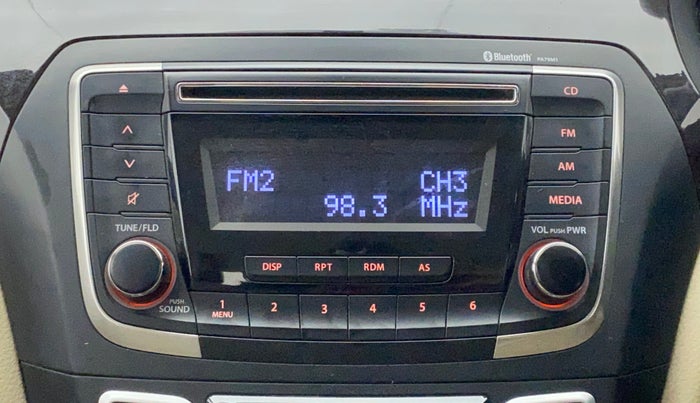 Bluetooth PA79M1
CD
FM
AM
MEDIA
FM2 CH3
98.3 MHz
TUNE/FLD
VOL PUSH PWR
DISP RPT RDM AS
PUSH
SOUND
1 2 3 4 5 6
MENU